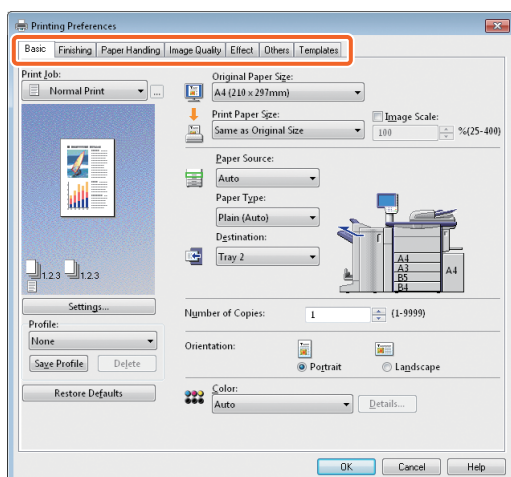 Printing Preferences
Basic Finishing Paper Handling Image Quality Effect Others Templates
Print Job:
Normal Print ...
1.2.3 1.2.3
Settings...
Profile:
None
Save Profile Delete
Restore Defaults
Original Paper Size:
A4 (210 x 297mm)
Print Paper Size:
Same as Original Size
Image Scale:
100 %(25-400)
Paper Source:
Auto
Paper Type:
Plain (Auto)
Destination:
Tray 2
A4
A3
B5
B4
A4
Number of Copies: 1 (1-9999)
Orientation:
Portrait Landscape
Color:
Auto Details...
OK Cancel Help